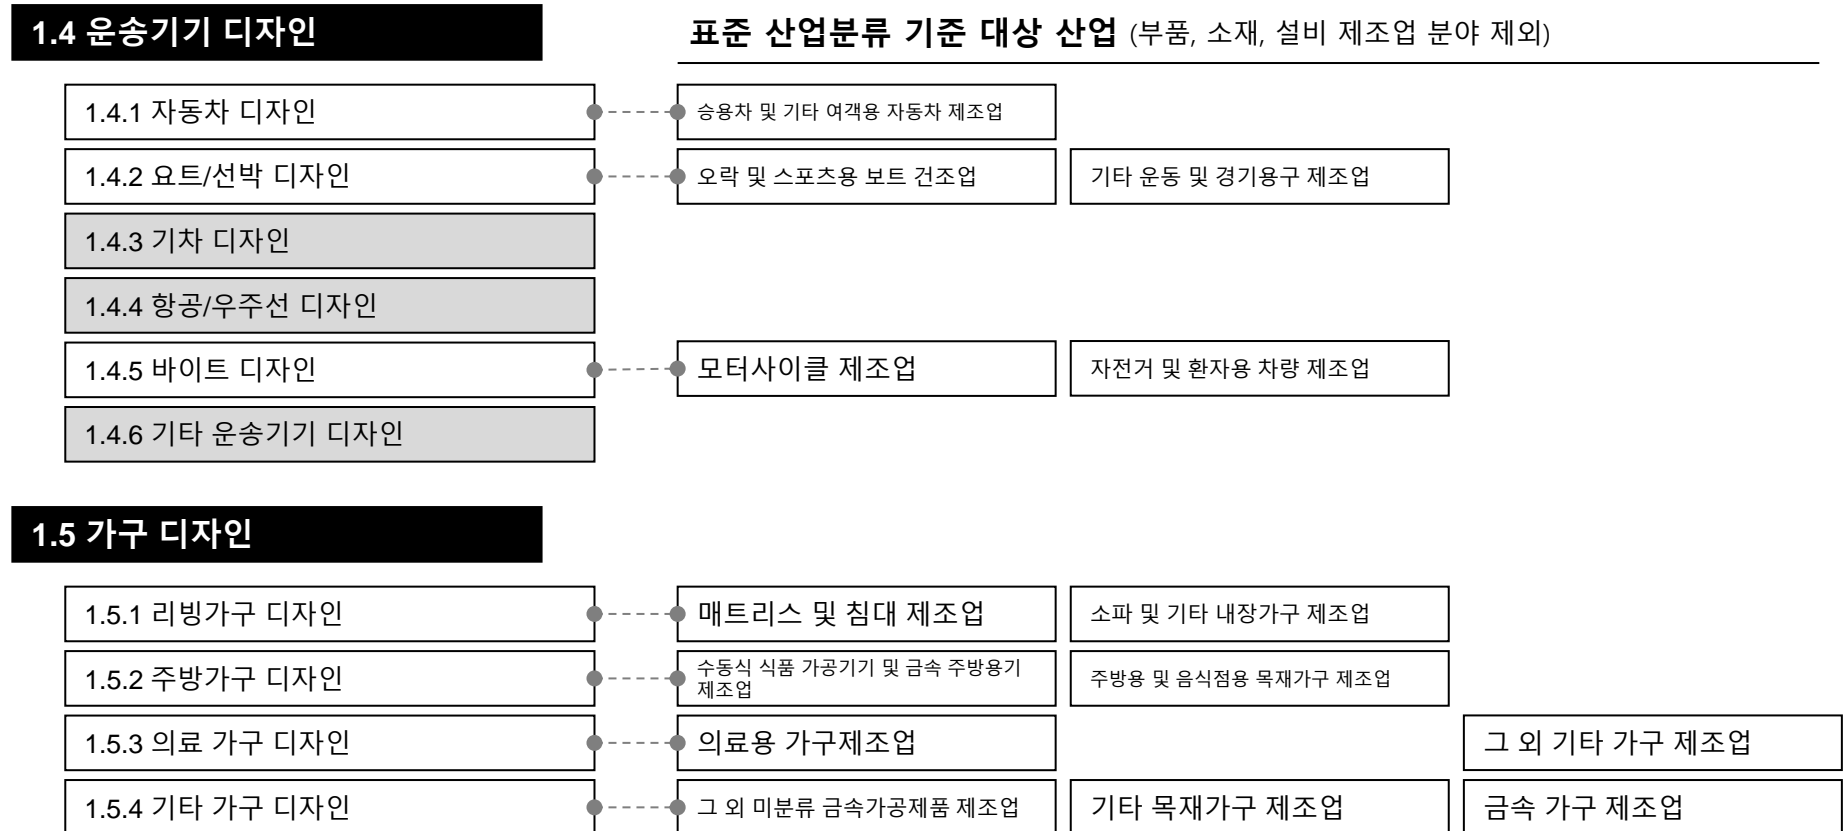 1.4 운송기기 디자인
표준 산업분류 기준 대상 산업 (부품, 소재, 설비 제조업 분야 제외)
1.4.1 자동차 디자인
승용차 및 기타 여객용 자동차 제조업
1.4.2 요트/선박 디자인
오락 및 스포츠용 보트 건조업
기타 운동 및 경기용구 제조업
1.4.3 기차 디자인
1.4.4 항공/우주선 디자인
1.4.5 바이트 디자인
모터사이클 제조업
자전거 및 환자용 차량 제조업
1.4.6 기타 운송기기 디자인
1.5 가구 디자인
1.5.1 리빙가구 디자인
매트리스 및 침대 제조업
소파 및 기타 내장가구 제조업
1.5.2 주방가구 디자인
수동식 식품 가공기기 및 금속 주방용기
제조업
주방용 및 음식점용 목재가구 제조업
1.5.3 의료 가구 디자인
의료용 가구제조업
그 외 기타 가구 제조업
1.5.4 기타 가구 디자인
그 외 미분류 금속가공제품 제조업
기타 목재가구 제조업
금속 가구 제조업